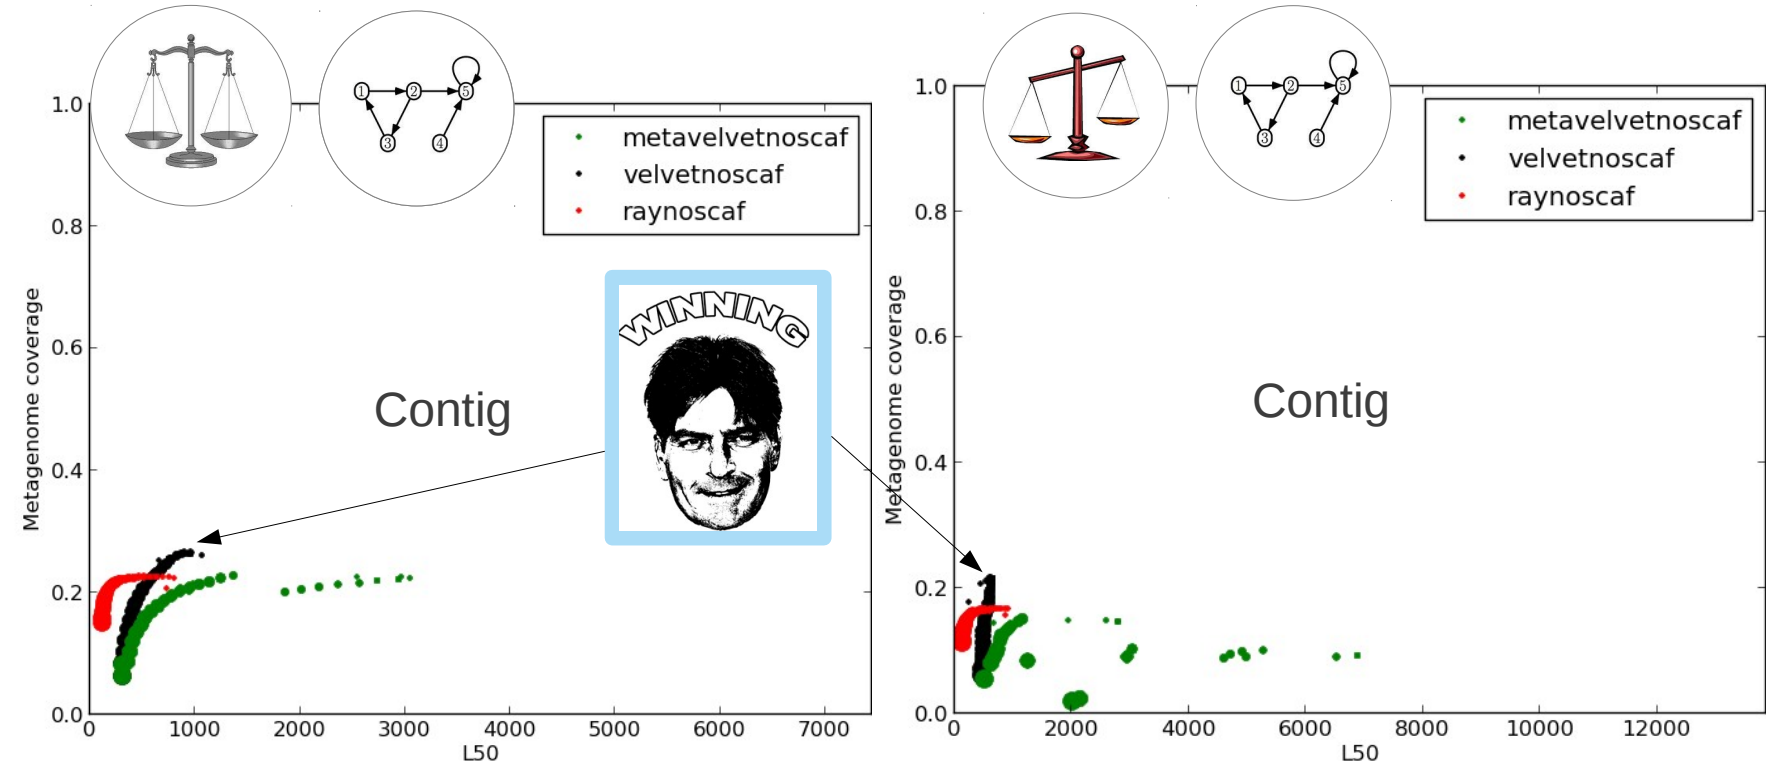 1 2 5
3 4
1.0
0.8
0.6
0.4
0.2
0.0
Metagenome coverage
metavelvetnoscaf
velvetnoscaf
raynoscaf
WINNING
Contig
0 1000 2000 3000 4000 5000 6000 7000
L50
1 2 5
3 4
1.0
0.8
0.6
0.4
0.2
0.0
Metagenome coverage
metavelvetnoscaf
velvetnoscaf
raynoscaf
Contig
0 2000 4000 6000 8000 10000 12000
L50